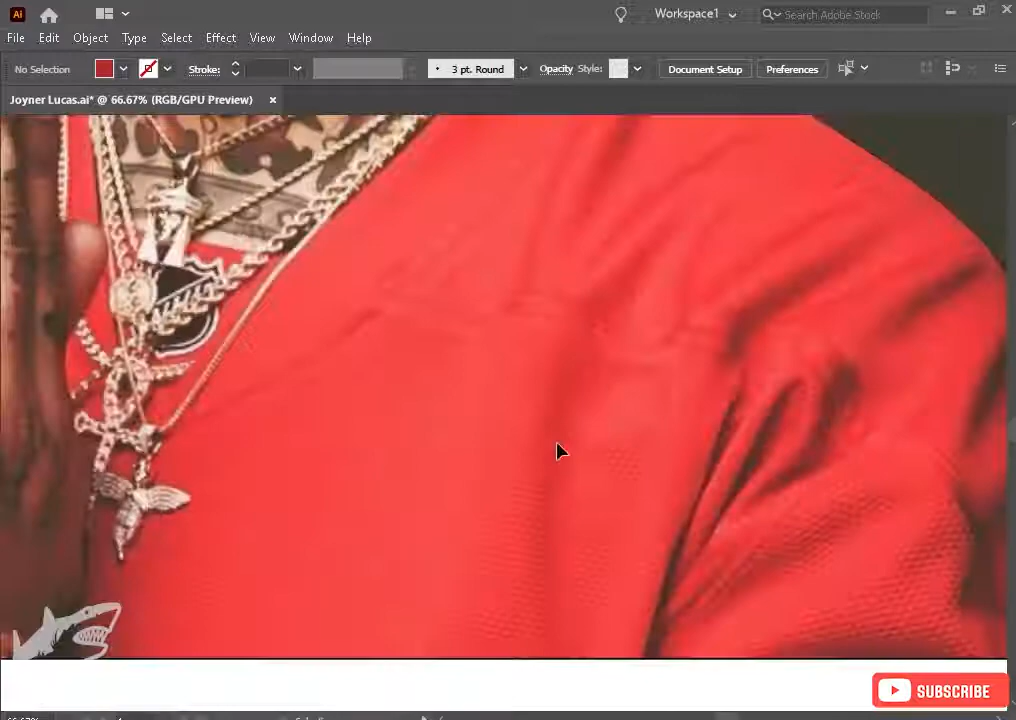 Ai
Workspace1
Search Adobe Stock
File Edit Object Type Select Effect View Window Help
No Selection Stroke: 3 pt. Round Opacity Style: Document Setup Preferences
Joyner Lucas.ai* @ 66.67% (RGB/GPU Preview) ×
SUBSCRIBE